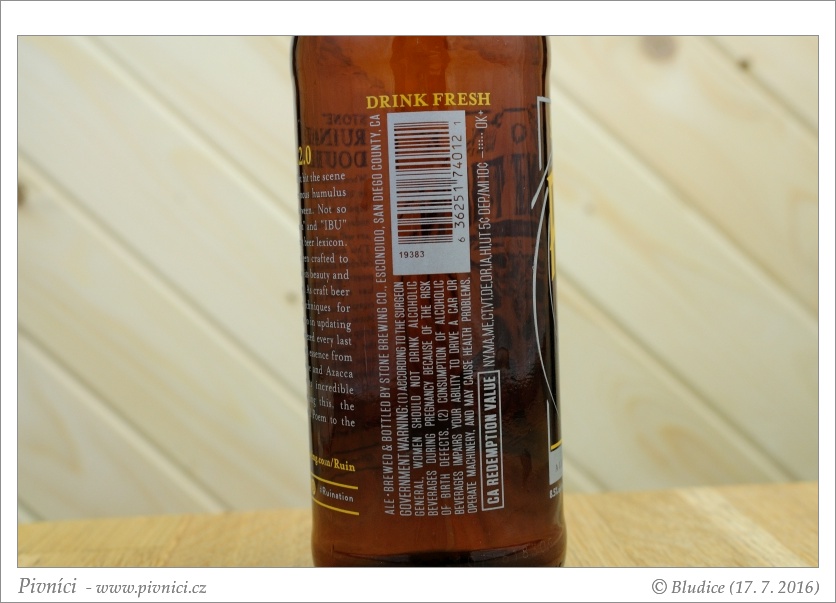 DRINK FRESH
2.0
hit the scene
humulus
Not so
and "IBU"
beer lexicon.
crafted to
beauty and
craft beer
for
updating
every last
essence from
and Azacca
incredible
this, the
Poem to the
/Ruin
#Ruination
ALE • BREWED & BOTTLED BY STONE BREWING CO., ESCONDIDO, SAN DIEGO COUNTY, CA
GOVERNMENT WARNING: (1) ACCORDING TO THE SURGEON
GENERAL, WOMEN SHOULD NOT DRINK ALCOHOLIC
BEVERAGES DURING PREGNANCY BECAUSE OF THE RISK
OF BIRTH DEFECTS. (2) CONSUMPTION OF ALCOHOLIC
BEVERAGES IMPAIRS YOUR ABILITY TO DRIVE A CAR OR
OPERATE MACHINERY, AND MAY CAUSE HEALTH PROBLEMS.
6 36251 74012 1
19383
CA REDEMPTION VALUE
NY,MA,ME,CT,VT,DE,OR,IA,HI,UT 5¢ DEP/MI 10¢ OK+
Pivníci - www.pivnici.cz
© Bludice (17. 7. 2016)